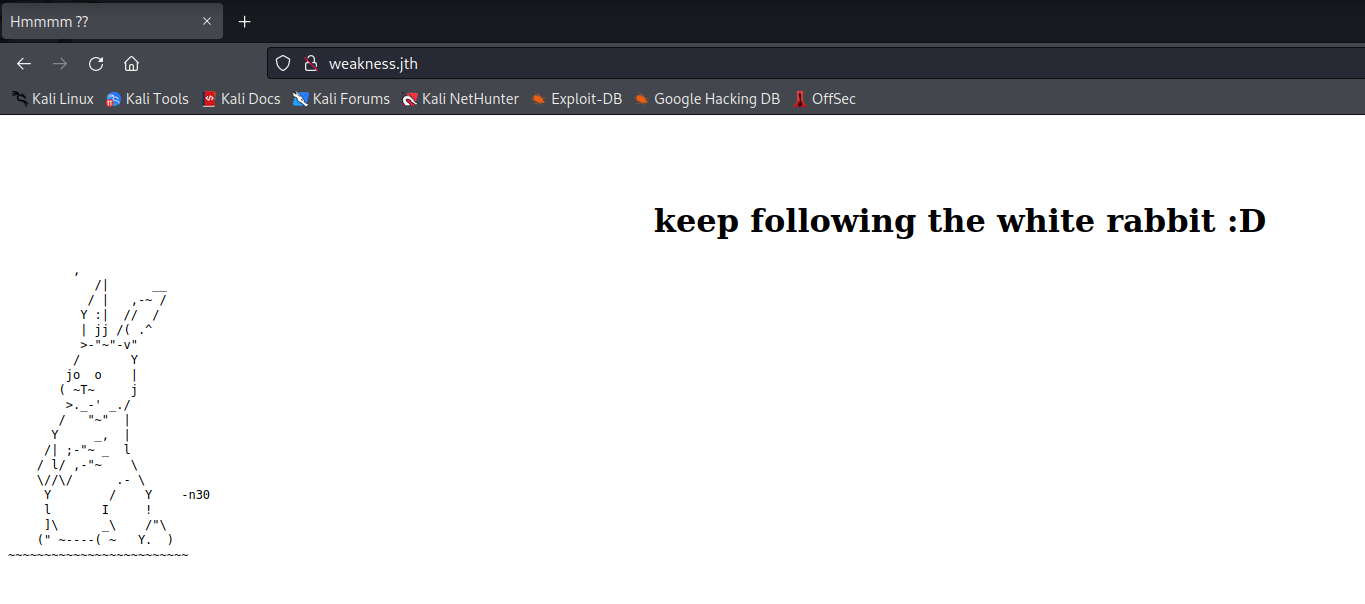 Hmmmm ??
weakness.jth
Kali Linux Kali Tools Kali Docs Kali Forums Kali NetHunter Exploit-DB Google Hacking DB OffSec
keep following the white rabbit :D
         ,
            /|      __
           / |   ,-~ /
          Y :|  //  /
          | jj /( .^
          >-"~"-v"
         /       Y
        jo  o    |
       ( ~T~     j
        >._-' _./
       /   "~"  |
      Y     _,  |
     /| ;-"~ _  l
    / l/ ,-"~    \
    \//\/      .- \
     Y        /    Y    -n30
     l       I     !
     ]\      _\    /"\
    (" ~----( ~   Y.  )
~~~~~~~~~~~~~~~~~~~~~~~~~